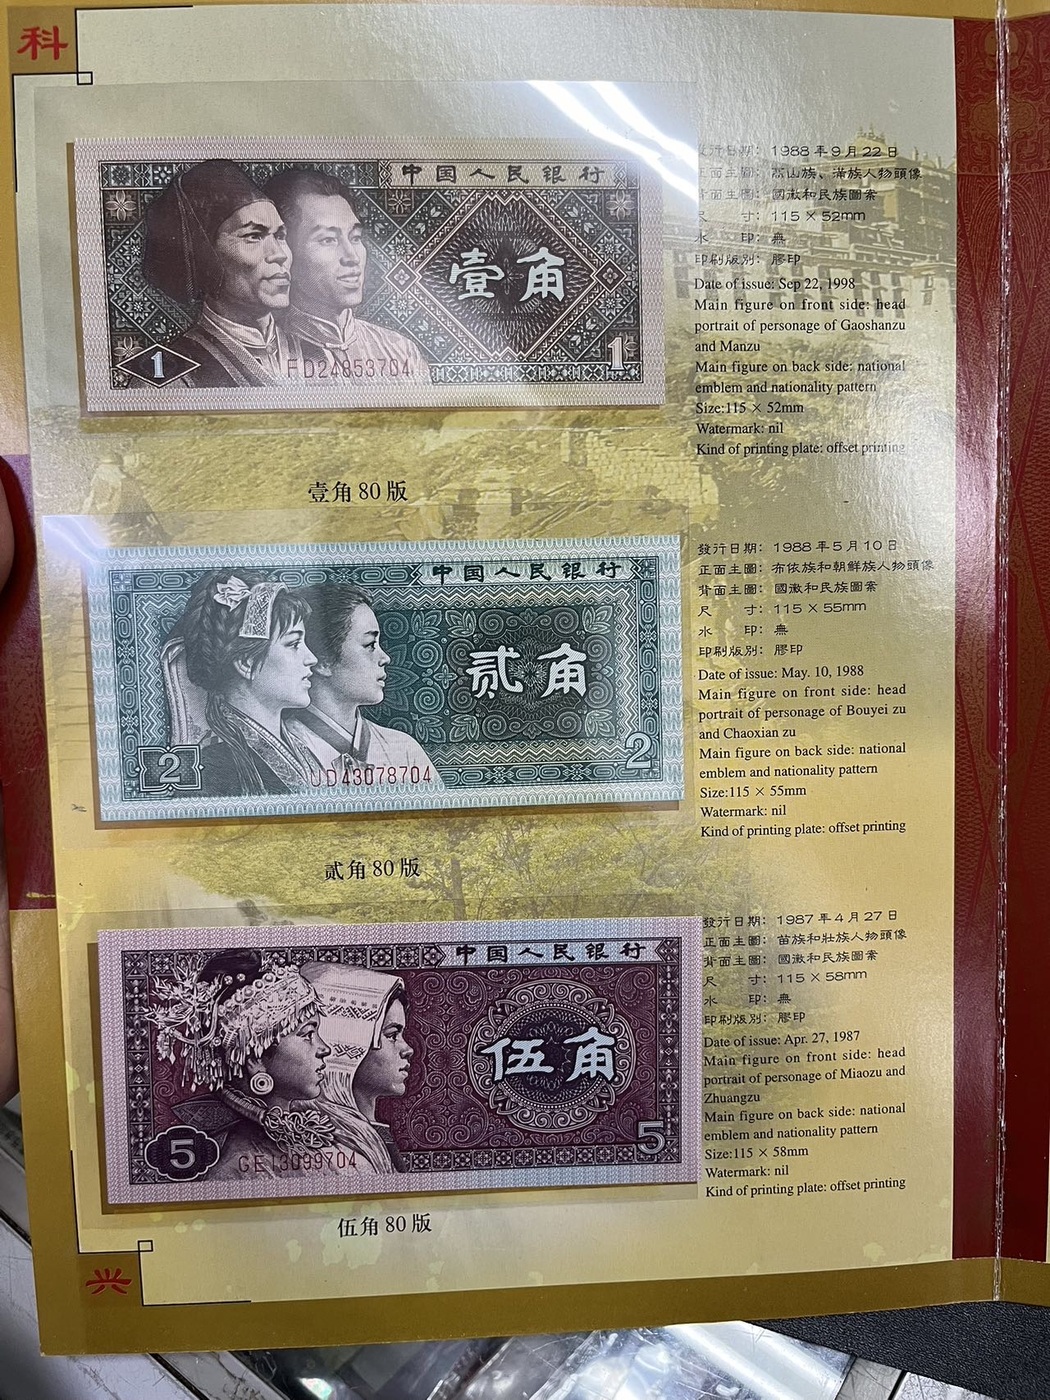 科
中国人民银行
壹角
1
FD24853704
1
發行日期: 1988年9月22日
正面主圖: 高山族、滿族人物頭像
背面主圖: 國徽和民族圖案
尺 寸: 115 × 52mm
水 印: 無
印刷版別: 膠印
Date of issue: Sep 22, 1998
Main figure on front side: head
portrait of personage of Gaoshanzu
and Manzu
Main figure on back side: national
emblem and nationality pattern
Size:115 × 52mm
Watermark: nil
Kind of printing plate: offset printing
壹角80版
中国人民银行
贰角
2
UD43078704
2
發行日期: 1988年5月10日
正面主圖: 布依族和朝鮮族人物頭像
背面主圖: 國徽和民族圖案
尺 寸: 115 × 55mm
水 印: 無
印刷版別: 膠印
Date of issue: May. 10, 1988
Main figure on front side: head
portrait of personage of Bouyei zu
and Chaoxian zu
Main figure on back side: national
emblem and nationality pattern
Size:115 × 55mm
Watermark: nil
Kind of printing plate: offset printing
贰角80版
中国人民银行
伍角
5
GE13099704
5
發行日期: 1987年4月27日
正面主圖: 苗族和壯族人物頭像
背面主圖: 國徽和民族圖案
尺 寸: 115 × 58mm
水 印: 無
印刷版別: 膠印
Date of issue: Apr. 27, 1987
Main figure on front side: head
portrait of personage of Miaozu and
Zhuangzu
Main figure on back side: national
emblem and nationality pattern
Size:115 × 58mm
Watermark: nil
Kind of printing plate: offset printing
伍角80版
兴